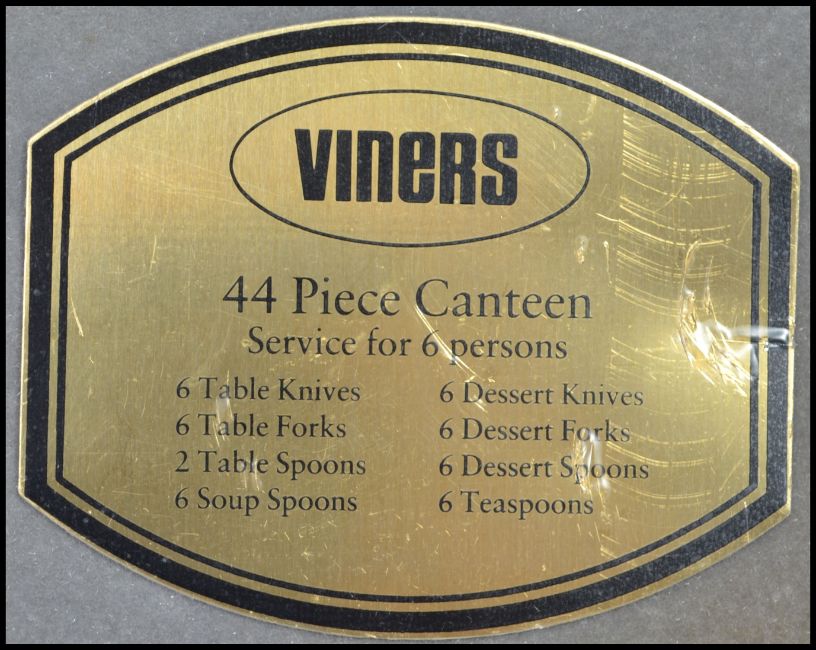 VINERS
44 Piece Canteen
Service for 6 persons
6 Table Knives
6 Table Forks
2 Table Spoons
6 Soup Spoons
6 Dessert Knives
6 Dessert Forks
6 Dessert Spoons
6 Teaspoons